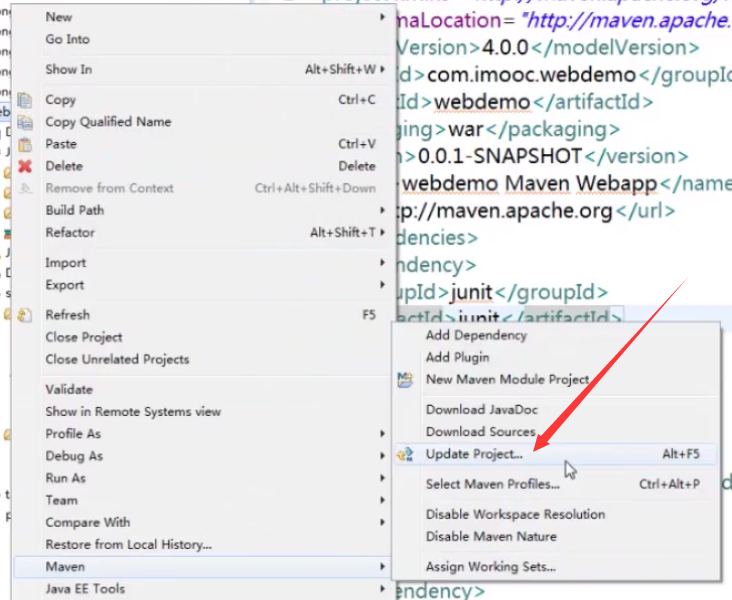 maLocation="http://maven.apache.
Version>4.0.0</modelVersion>
New
Go Into
Show In Alt+Shift+W
Copy Ctrl+C
Copy Qualified Name
Paste Ctrl+V
Delete Delete
Remove from Context Ctrl+Alt+Shift+Down
Build Path
Refactor Alt+Shift+T
Import
Export
Refresh F5
Close Project
Close Unrelated Projects
Validate
Show in Remote Systems view
Profile As
Debug As
Run As
Team
Compare With
Restore from Local History...
Maven
Java EE Tools
d>com.imooc.webdemo</groupId
tId>webdemo</artifactId>
ging>war</packaging>
>0.0.1-SNAPSHOT</version>
webdemo Maven Webapp</name
p://maven.apache.org</url>
dencies>
ndency>
upId>junit</groupId>
actId>junit</artifactId>
Add Dependency
Add Plugin
New Maven Module Project
Download JavaDoc
Download Sources
Update Project... Alt+F5
Select Maven Profiles... Ctrl+Alt+P
Disable Workspace Resolution
Disable Maven Nature
Assign Working Sets...
endency>